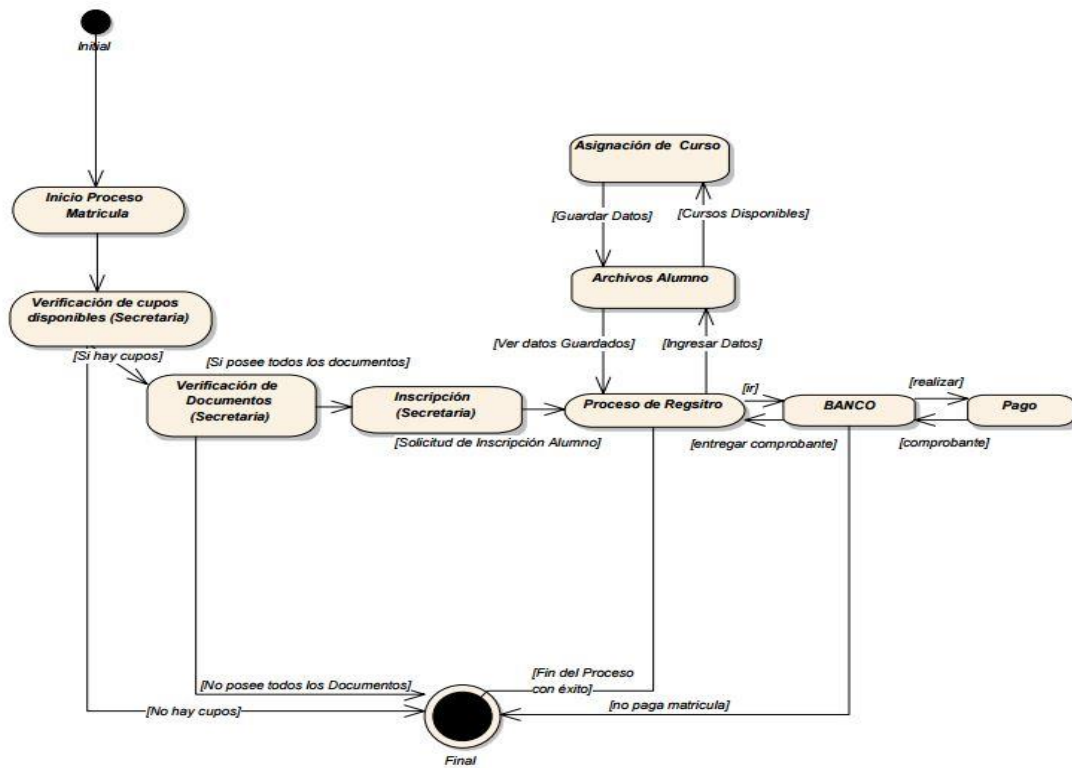 Initial
Asignación de Curso
Inicio Proceso
Matricula
[Guardar Datos]
[Cursos Disponibles]
Archivos Alumno
Verificación de cupos
disponibles (Secretaria)
[Ver datos Guardados]
[Ingresar Datos]
[Si hay cupos]
[Si posee todos los documentos]
Verificación de
Documentos
(Secretaria)
Inscripción
(Secretaria)
Proceso de Regsitro
[ir]
BANCO
[realizar]
Pago
[Solicitud de Inscripción Alumno]
[entregar comprobante]
[comprobante]
[Fin del Proceso
con éxito]
[No posee todos los Documentos]
[No hay cupos]
[no paga matricula]
Final